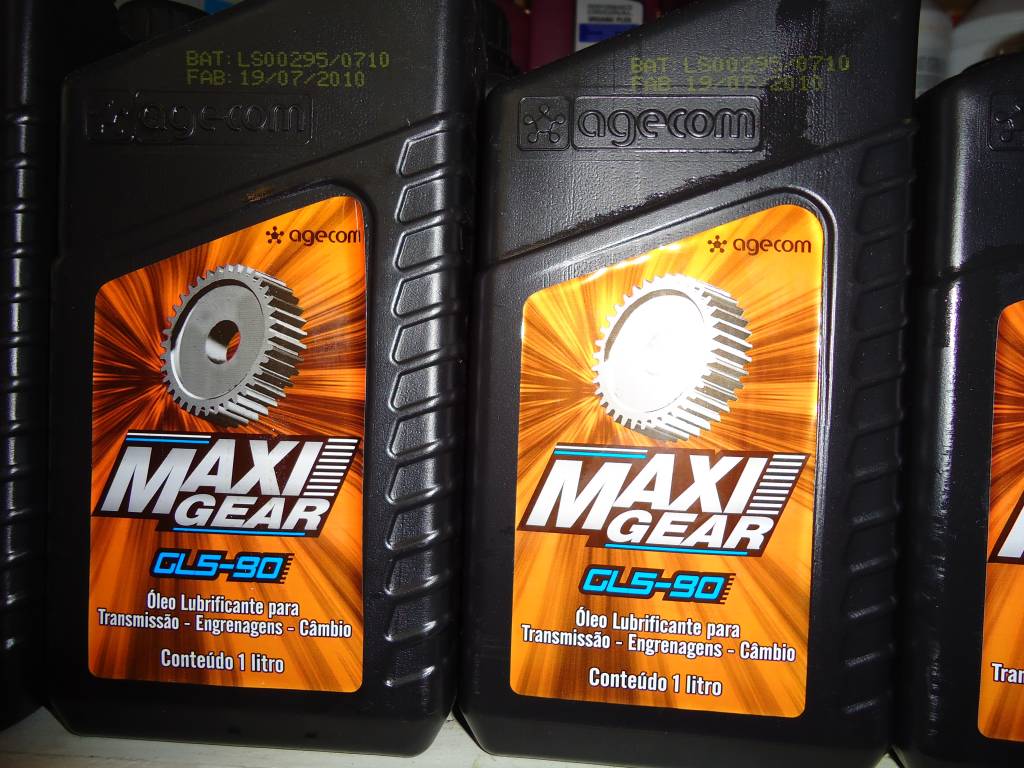 BAT: LS00295/0710
FAB: 19/07/2010
agecom
agecom
MAXI
GEAR
GL5-90
Óleo Lubrificante para
Transmissão - Engrenagens - Câmbio
Conteúdo 1 litro
BAT: LS00295/0710
FAB: 19/07/2010
agecom
agecom
MAXI
GEAR
GL5-90
Óleo Lubrificante para
Transmissão - Engrenagens - Câmbio
Conteúdo 1 litro